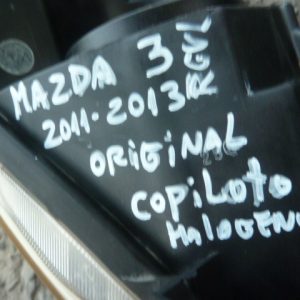 MAZDA 3
2011-2013
ORIGINAL
COPILOTO
HALOGENO